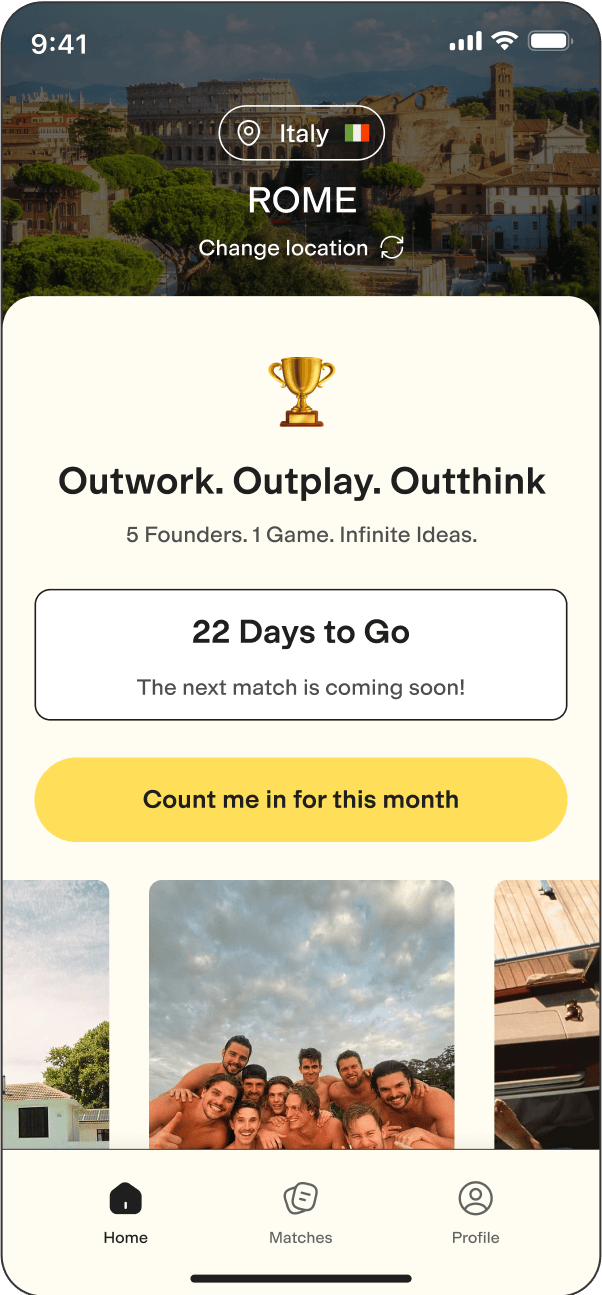 9:41
Italy
ROME
Change location
Outwork. Outplay. Outthink
5 Founders. 1 Game. Infinite Ideas.
22 Days to Go
The next match is coming soon!
Count me in for this month
Home
Matches
Profile